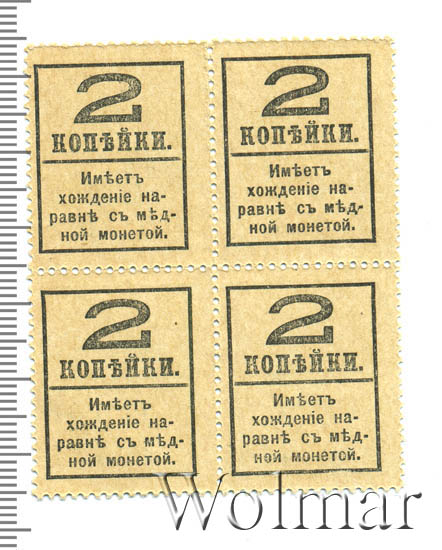 2
КОПѢЙКИ.
Имѣетъ
хожденіе на-
равнѣ съ мѣд-
ной монетой.
2
КОПѢЙКИ.
Имѣетъ
хожденіе на-
равнѣ съ мѣд-
ной монетой.
2
КОПѢЙКИ.
Имѣетъ
хожденіе на-
равнѣ съ мѣд-
ной монетой.
2
КОПѢЙКИ.
Имѣетъ
хожденіе на-
равнѣ съ мѣд-
ной монетой.
Wolmar